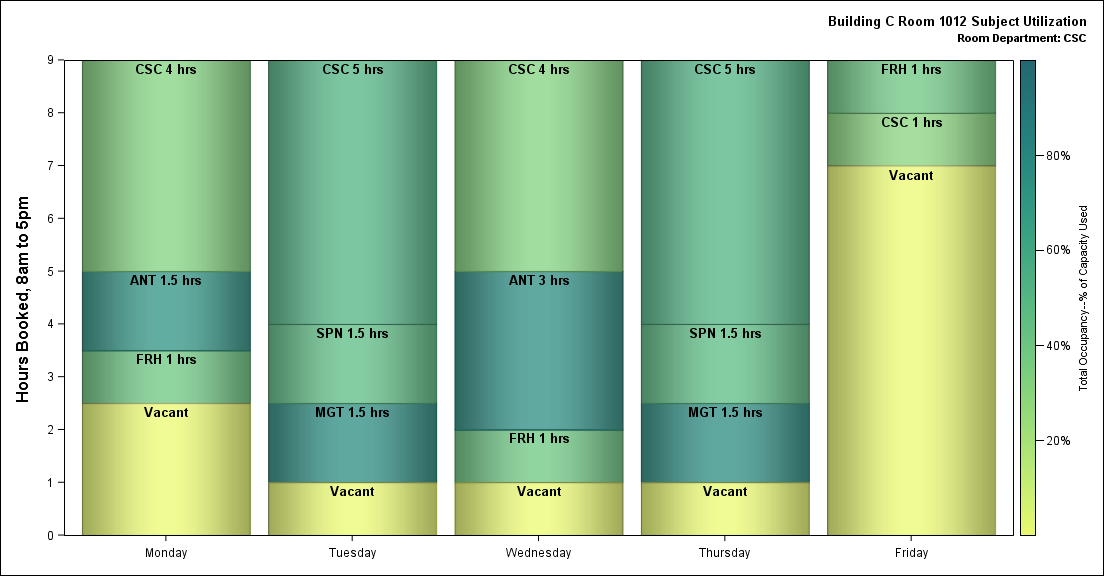 Building C Room 1012 Subject Utilization
Room Department: CSC
Hours Booked, 8am to 5pm
9
8
7
6
5
4
3
2
1
0
CSC 4 hrs
ANT 1.5 hrs
FRH 1 hrs
Vacant
CSC 5 hrs
SPN 1.5 hrs
MGT 1.5 hrs
Vacant
CSC 4 hrs
ANT 3 hrs
FRH 1 hrs
Vacant
CSC 5 hrs
SPN 1.5 hrs
MGT 1.5 hrs
Vacant
FRH 1 hrs
CSC 1 hrs
Vacant
Monday
Tuesday
Wednesday
Thursday
Friday
80%
60%
40%
20%
Total Occupancy--% of Capacity Used